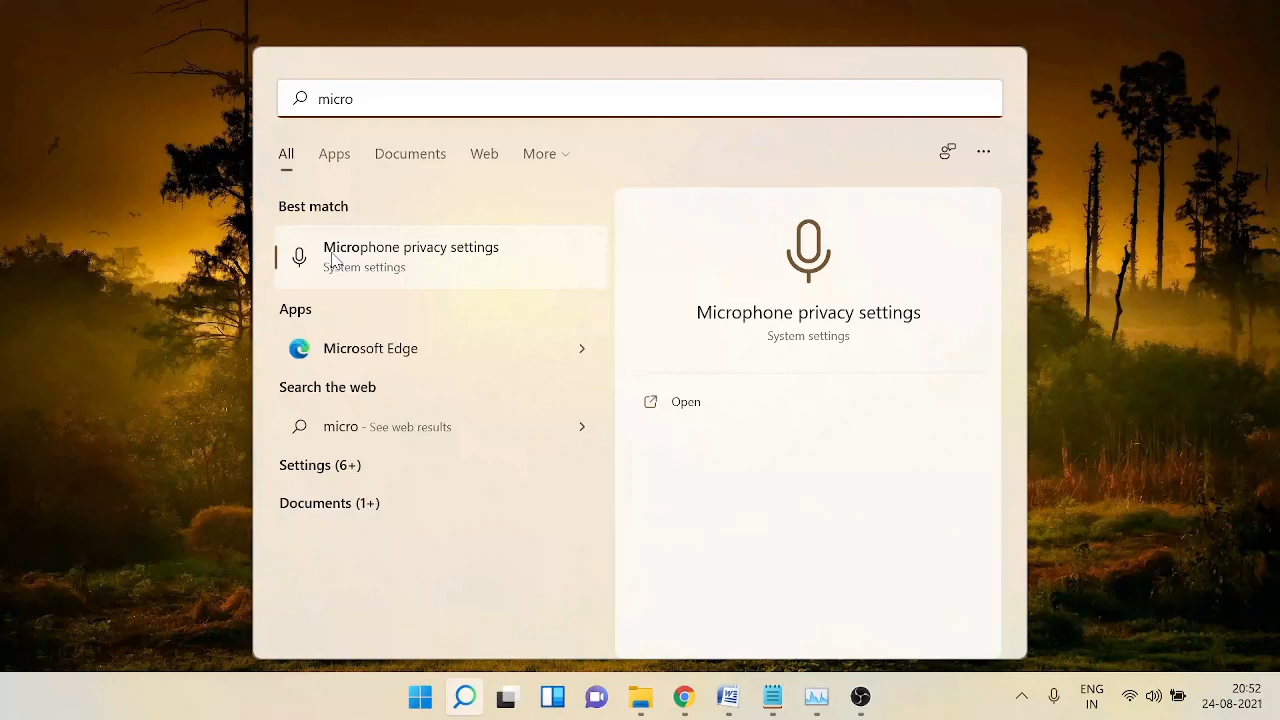 micro
All Apps Documents Web More
Best match
Microphone privacy settings
System settings
Apps
Microsoft Edge
Search the web
micro - See web results
Settings (6+)
Documents (1+)
Microphone privacy settings
System settings
Open
ENG
IN
20:52
24-08-2021